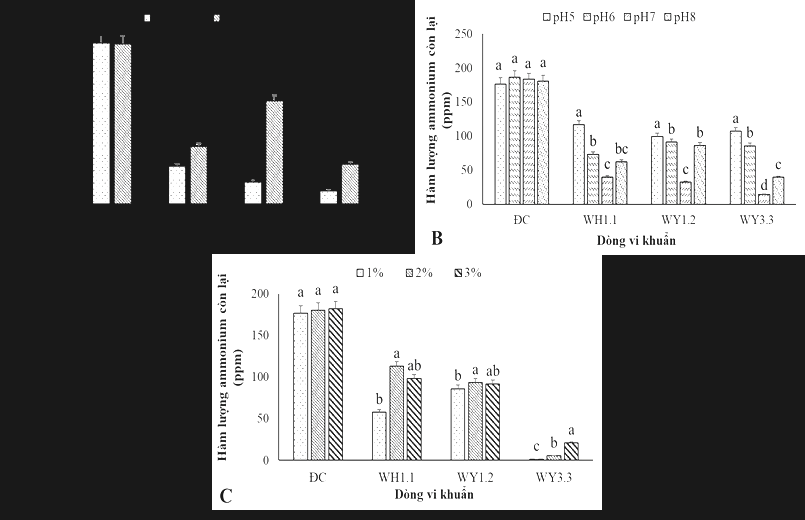 pH5 pH6 pH7 pH8
Hàm lượng ammonium còn lại
(ppm)
250
200
150
100
50
0
a a a a
a b c bc
a b c b
a b d c
ĐC WH1.1 WY1.2 WY3.3
Dòng vi khuẩn
B
1% 2% 3%
Hàm lượng ammonium còn lại
(ppm)
200
150
100
50
0
a a a
b a ab
b a ab
c b a
ĐC WH1.1 WY1.2 WY3.3
Dòng vi khuẩn
C